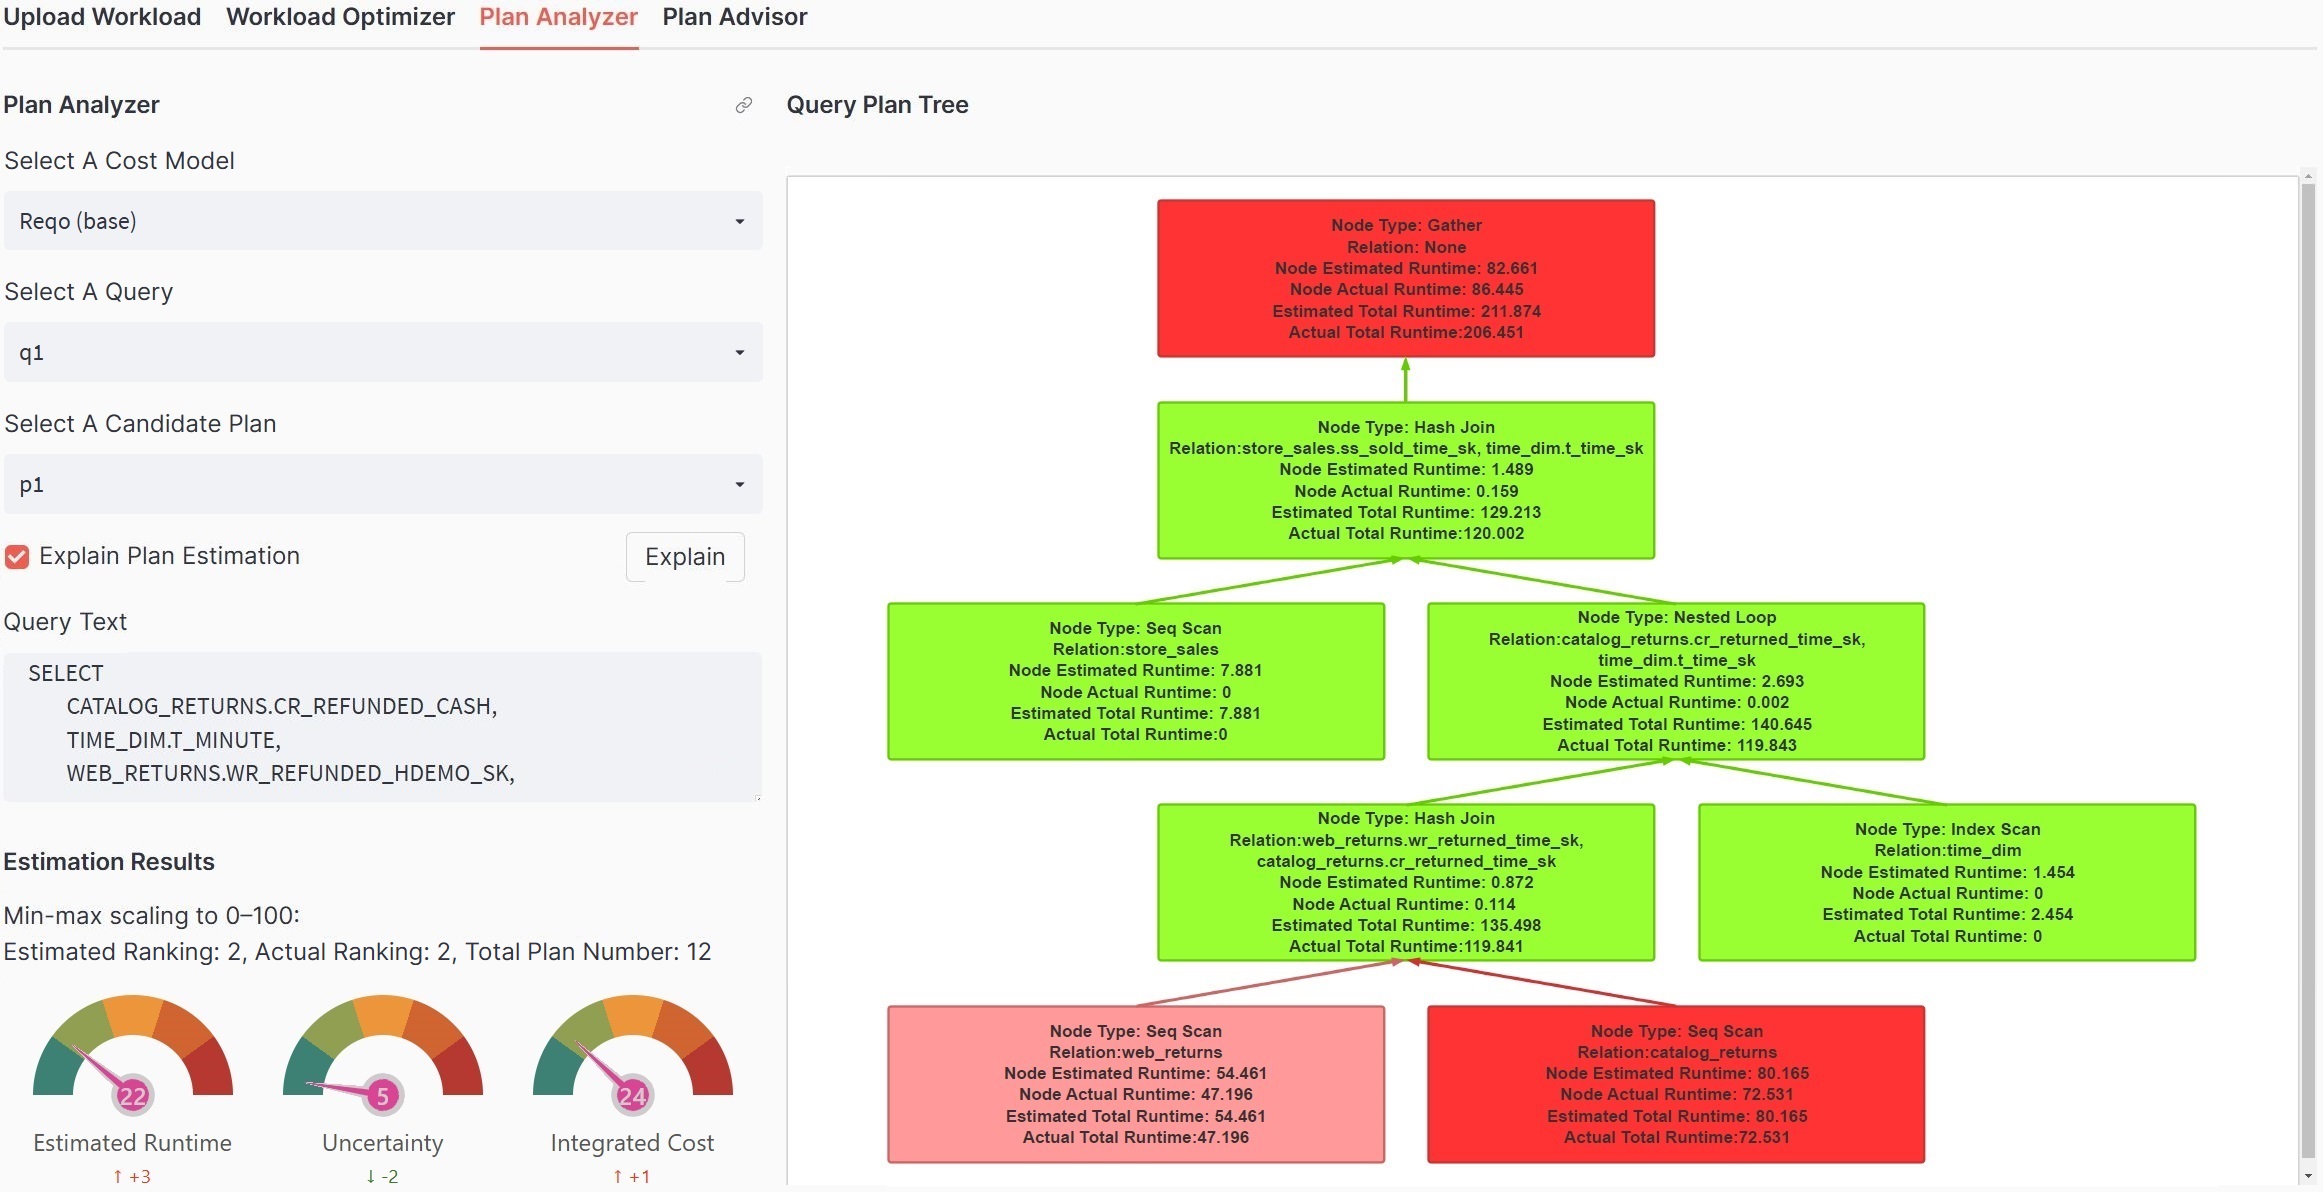 Upload Workload Workload Optimizer Plan Analyzer Plan Advisor
Plan Analyzer
Select A Cost Model
Reqo (base)
Select A Query
q1
Select A Candidate Plan
p1
Explain Plan Estimation
Explain
Query Text
SELECT
CATALOG_RETURNS.CR_REFUNDED_CASH,
TIME_DIM.T_MINUTE,
WEB_RETURNS.WR_REFUNDED_HDEMO_SK,
Estimation Results
Min-max scaling to 0–100:
Estimated Ranking: 2, Actual Ranking: 2, Total Plan Number: 12
22
Estimated Runtime
↑ +3
5
Uncertainty
↓ -2
24
Integrated Cost
↑ +1
Query Plan Tree
Node Type: Gather
Relation: None
Node Estimated Runtime: 82.661
Node Actual Runtime: 86.445
Estimated Total Runtime: 211.874
Actual Total Runtime:206.451
Node Type: Hash Join
Relation:store_sales.ss_sold_time_sk, time_dim.t_time_sk
Node Estimated Runtime: 1.489
Node Actual Runtime: 0.159
Estimated Total Runtime: 129.213
Actual Total Runtime:120.002
Node Type: Seq Scan
Relation:store_sales
Node Estimated Runtime: 7.881
Node Actual Runtime: 0
Estimated Total Runtime: 7.881
Actual Total Runtime:0
Node Type: Nested Loop
Relation:catalog_returns.cr_returned_time_sk,
time_dim.t_time_sk
Node Estimated Runtime: 2.693
Node Actual Runtime: 0.002
Estimated Total Runtime: 140.645
Actual Total Runtime: 119.843
Node Type: Hash Join
Relation:web_returns.wr_returned_time_sk,
catalog_returns.cr_returned_time_sk
Node Estimated Runtime: 0.872
Node Actual Runtime: 0.114
Estimated Total Runtime: 135.498
Actual Total Runtime:119.841
Node Type: Index Scan
Relation:time_dim
Node Estimated Runtime: 1.454
Node Actual Runtime: 0
Estimated Total Runtime: 2.454
Actual Total Runtime: 0
Node Type: Seq Scan
Relation:web_returns
Node Estimated Runtime: 54.461
Node Actual Runtime: 47.196
Estimated Total Runtime: 54.461
Actual Total Runtime:47.196
Node Type: Seq Scan
Relation:catalog_returns
Node Estimated Runtime: 80.165
Node Actual Runtime: 72.531
Estimated Total Runtime: 80.165
Actual Total Runtime:72.531